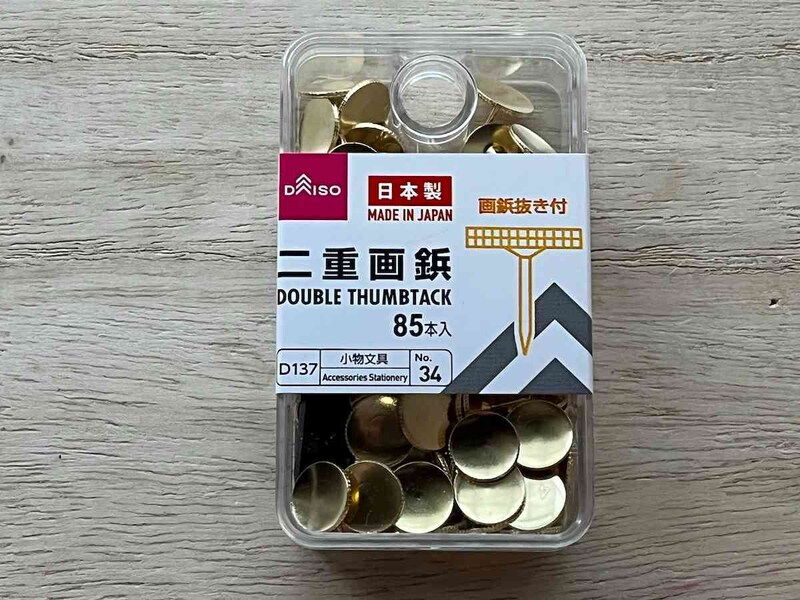 DAISO
日本製
MADE IN JAPAN
画鋲抜き付
二重画鋲
DOUBLE THUMBTACK
85本入
D137
小物文具
Accessories Stationery
No.
34